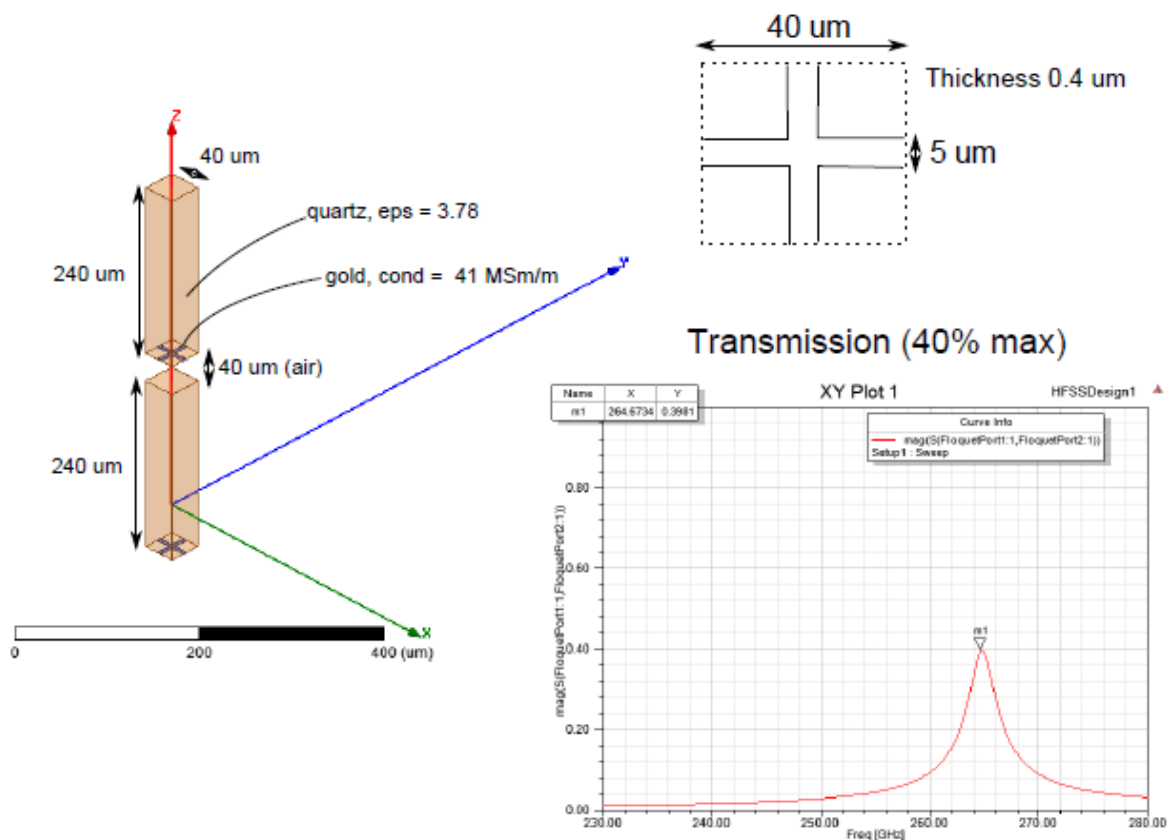 40 um
Thickness 0.4 um
5 um
Z
40 um
quartz, eps = 3.78
240 um
gold, cond = 41 MSm/m
40 um (air)
240 um
Y
X
0
200
400 (um)
Transmission (40% max)
XY Plot 1
HFSSDesign1
Name X Y
m1 264.6734 0.3981
Curve Info
mag(S(FloquetPort1:1,FloquetPort2:1))
Setup1 : Sweep
mag(S(FloquetPort1:1,FloquetPort2:1))
0.80
0.60
0.40
0.20
0.00
m1
230.00
250.00
260.00
270.00
280.00
Freq [GHz]